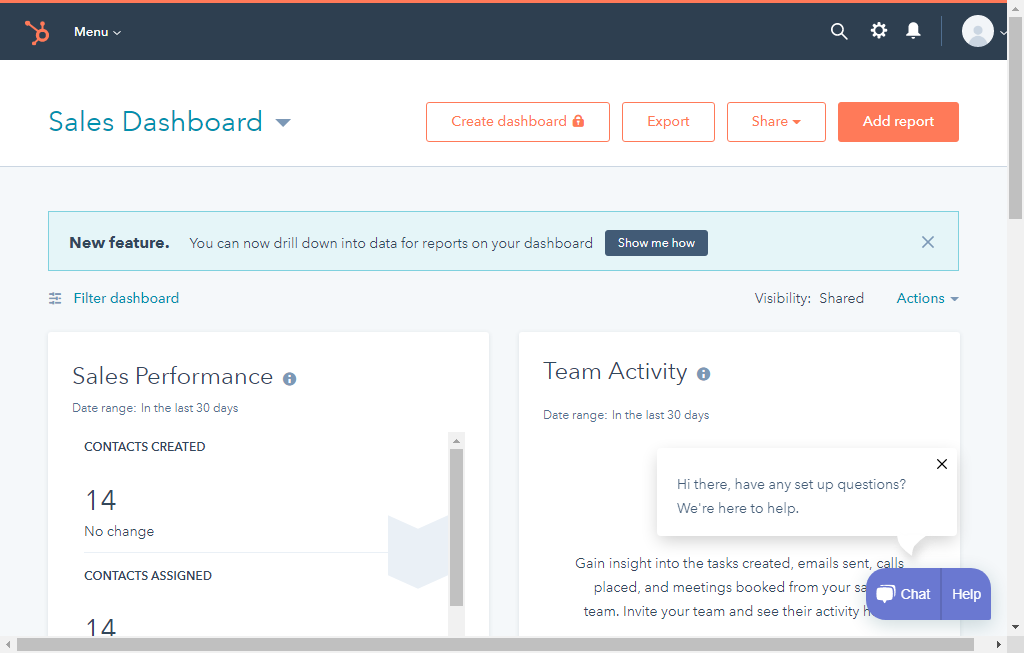 Menu
Sales Dashboard
Create dashboard
Export
Share
Add report
New feature. You can now drill down into data for reports on your dashboard Show me how
Filter dashboard
Visibility: Shared
Actions
Sales Performance
Date range: In the last 30 days
CONTACTS CREATED
14
No change
CONTACTS ASSIGNED
14
Team Activity
Date range: In the last 30 days
Hi there, have any set up questions?
We're here to help.
Gain insight into the tasks created, emails sent, calls
placed, and meetings booked from your
team. Invite your team and see their activity
Chat
Help